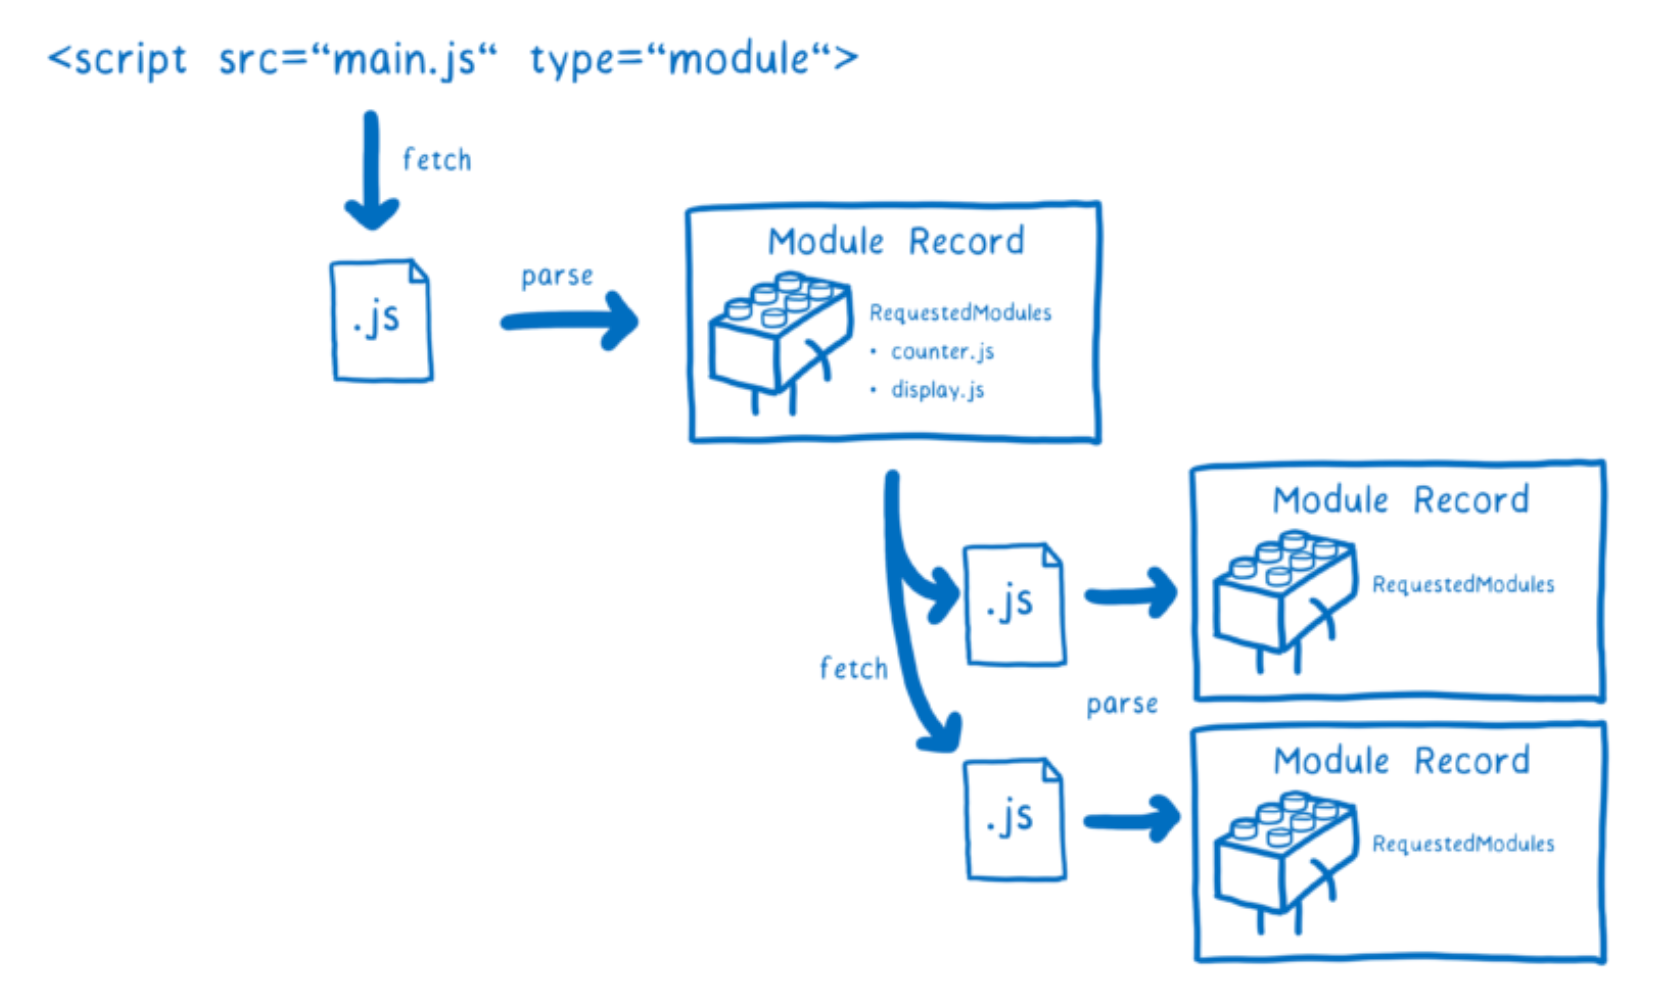 <script src=“main.js“ type=“module“>
fetch
.js
parse
Module Record
RequestedModules
• counter.js
• display.js
fetch
.js
.js
parse
Module Record
RequestedModules
Module Record
RequestedModules